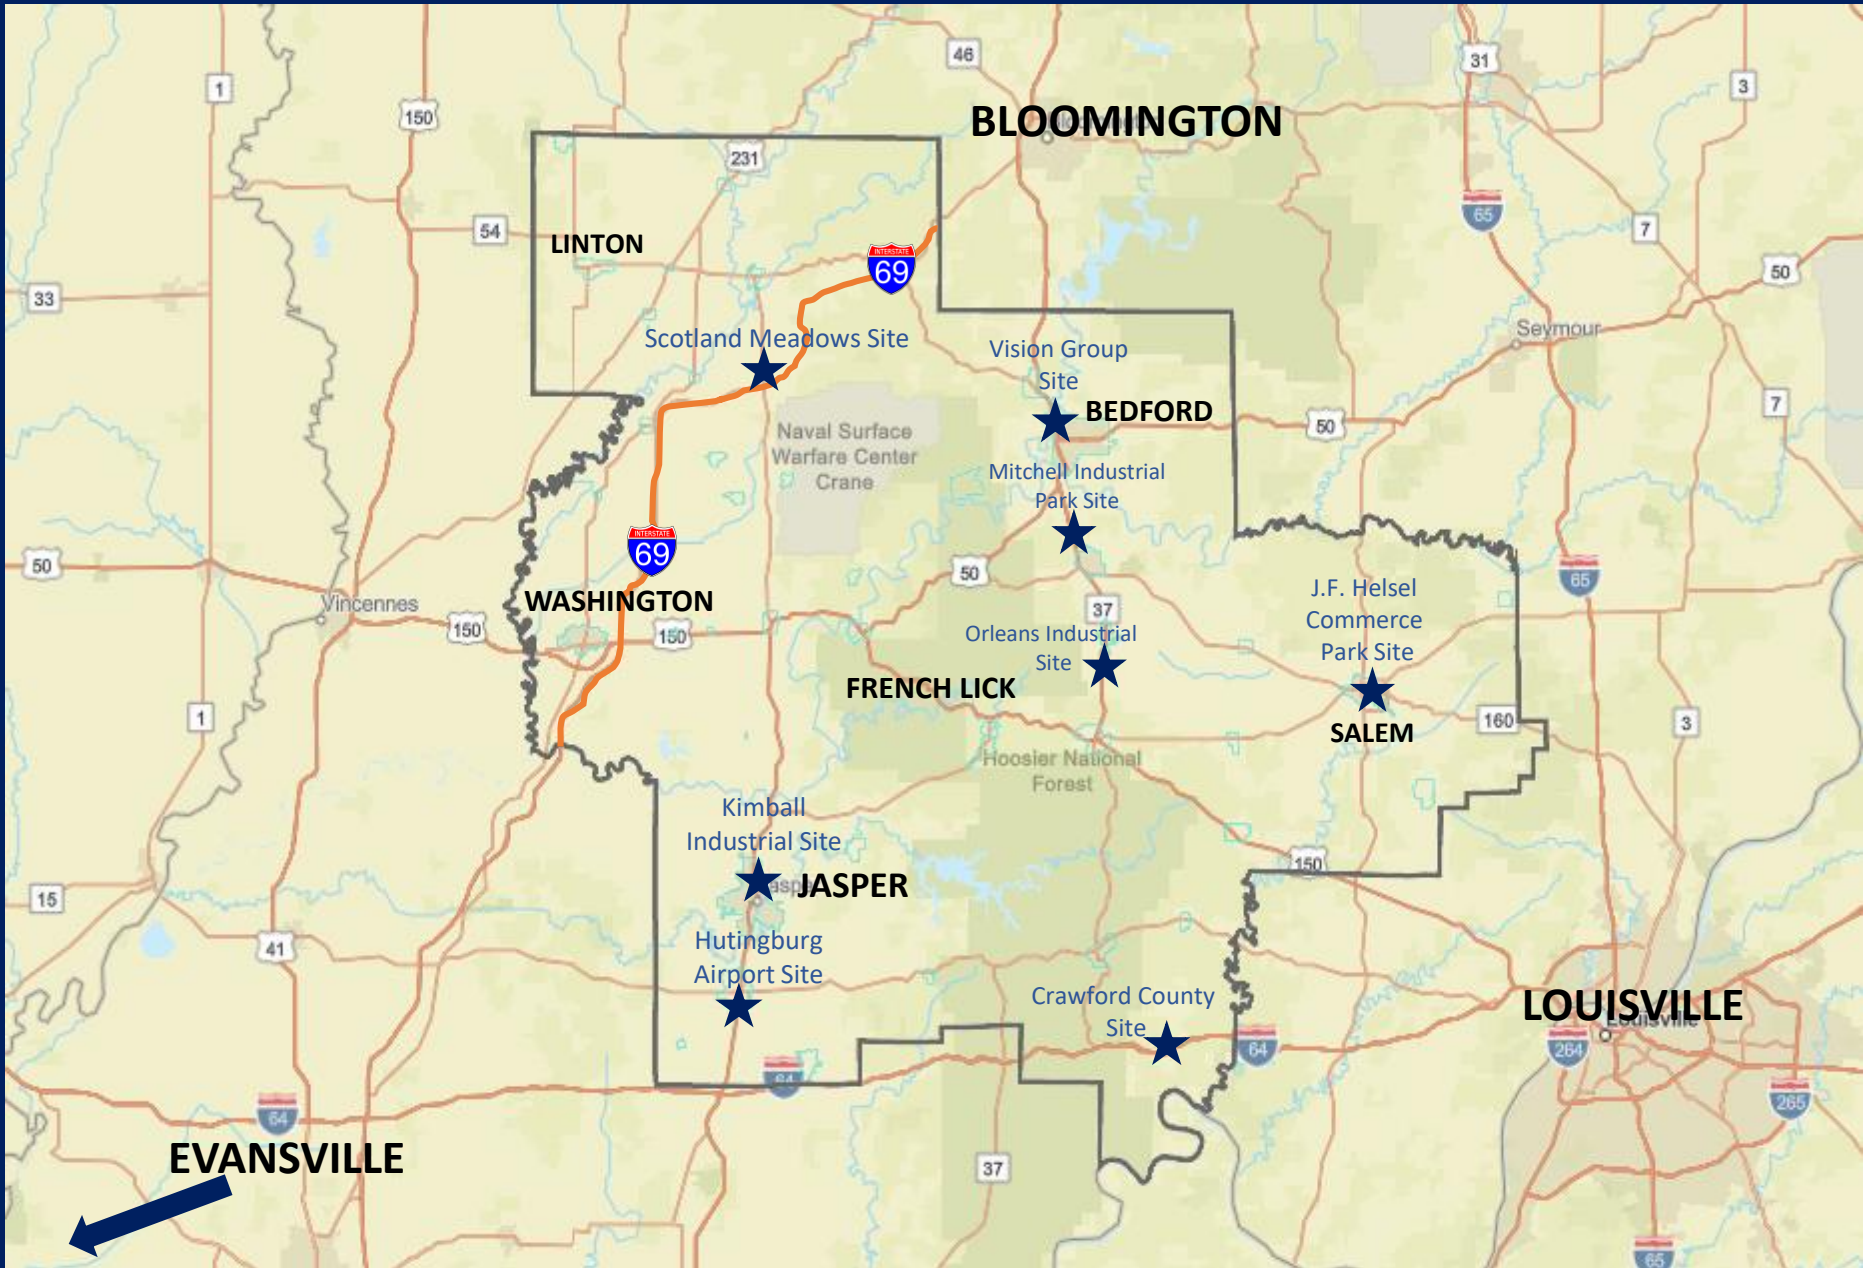 46
31
1
3
BLOOMINGTON
150
231
54
LINTON
INTERSTATE
69
65
7
50
33
Scotland Meadows Site
Seymour
Vision Group
Site
BEDFORD
7
50
Naval Surface
Warfare Center
Crane
Mitchell Industrial
Park Site
INTERSTATE
69
50
50
65
J.F. Helsel
Commerce
Park Site
Vincennes
WASHINGTON
150
150
37
Orleans Industrial
Site
FRENCH LICK
1
160
3
SALEM
Hoosier National
Forest
Kimball
Industrial Site
150
JASPER
15
41
Hutingburg
Airport Site
Crawford County
Site
LOUISVILLE
Louisville
64
264
64
64
265
EVANSVILLE
37
65